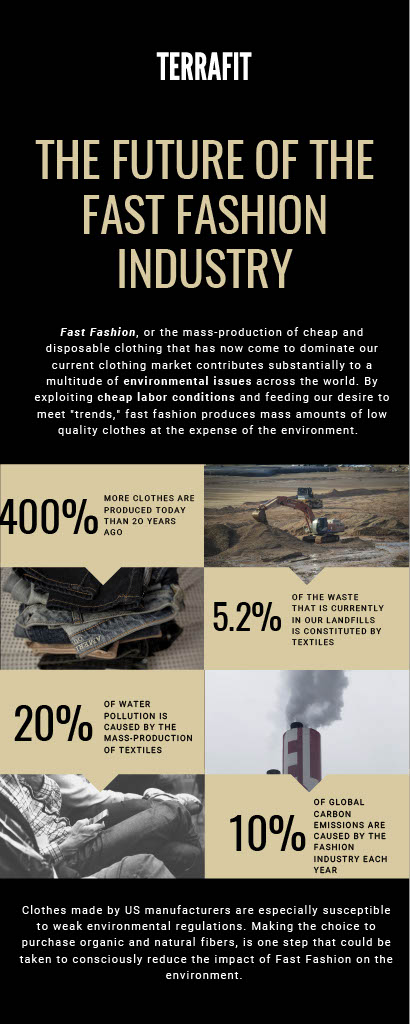 TERRAFIT
THE FUTURE OF THE
FAST FASHION
INDUSTRY
Fast Fashion, or the mass-production of cheap and
disposable clothing that has now come to dominate our
current clothing market contributes substantially to a
multitude of environmental issues across the world. By
exploiting cheap labor conditions and feeding our desire to
meet "trends," fast fashion produces mass amounts of low
quality clothes at the expense of the environment.
400%
MORE CLOTHES ARE
PRODUCED TODAY
THAN 20 YEARS
AGO
5.2%
OF THE WASTE
THAT IS CURRENTLY
IN OUR LANDFILLS
IS CONSTITUTED BY
TEXTILES
20%
OF WATER
POLLUTION IS
CAUSED BY THE
MASS-PRODUCTION
OF TEXTILES
10%
OF GLOBAL
CARBON
EMISSIONS ARE
CAUSED BY THE
FASHION
INDUSTRY EACH
YEAR
Clothes made by US manufacturers are especially susceptible
to weak environmental regulations. Making the choice to
purchase organic and natural fibers, is one step that could be
taken to consciously reduce the impact of Fast Fashion on the
environment.